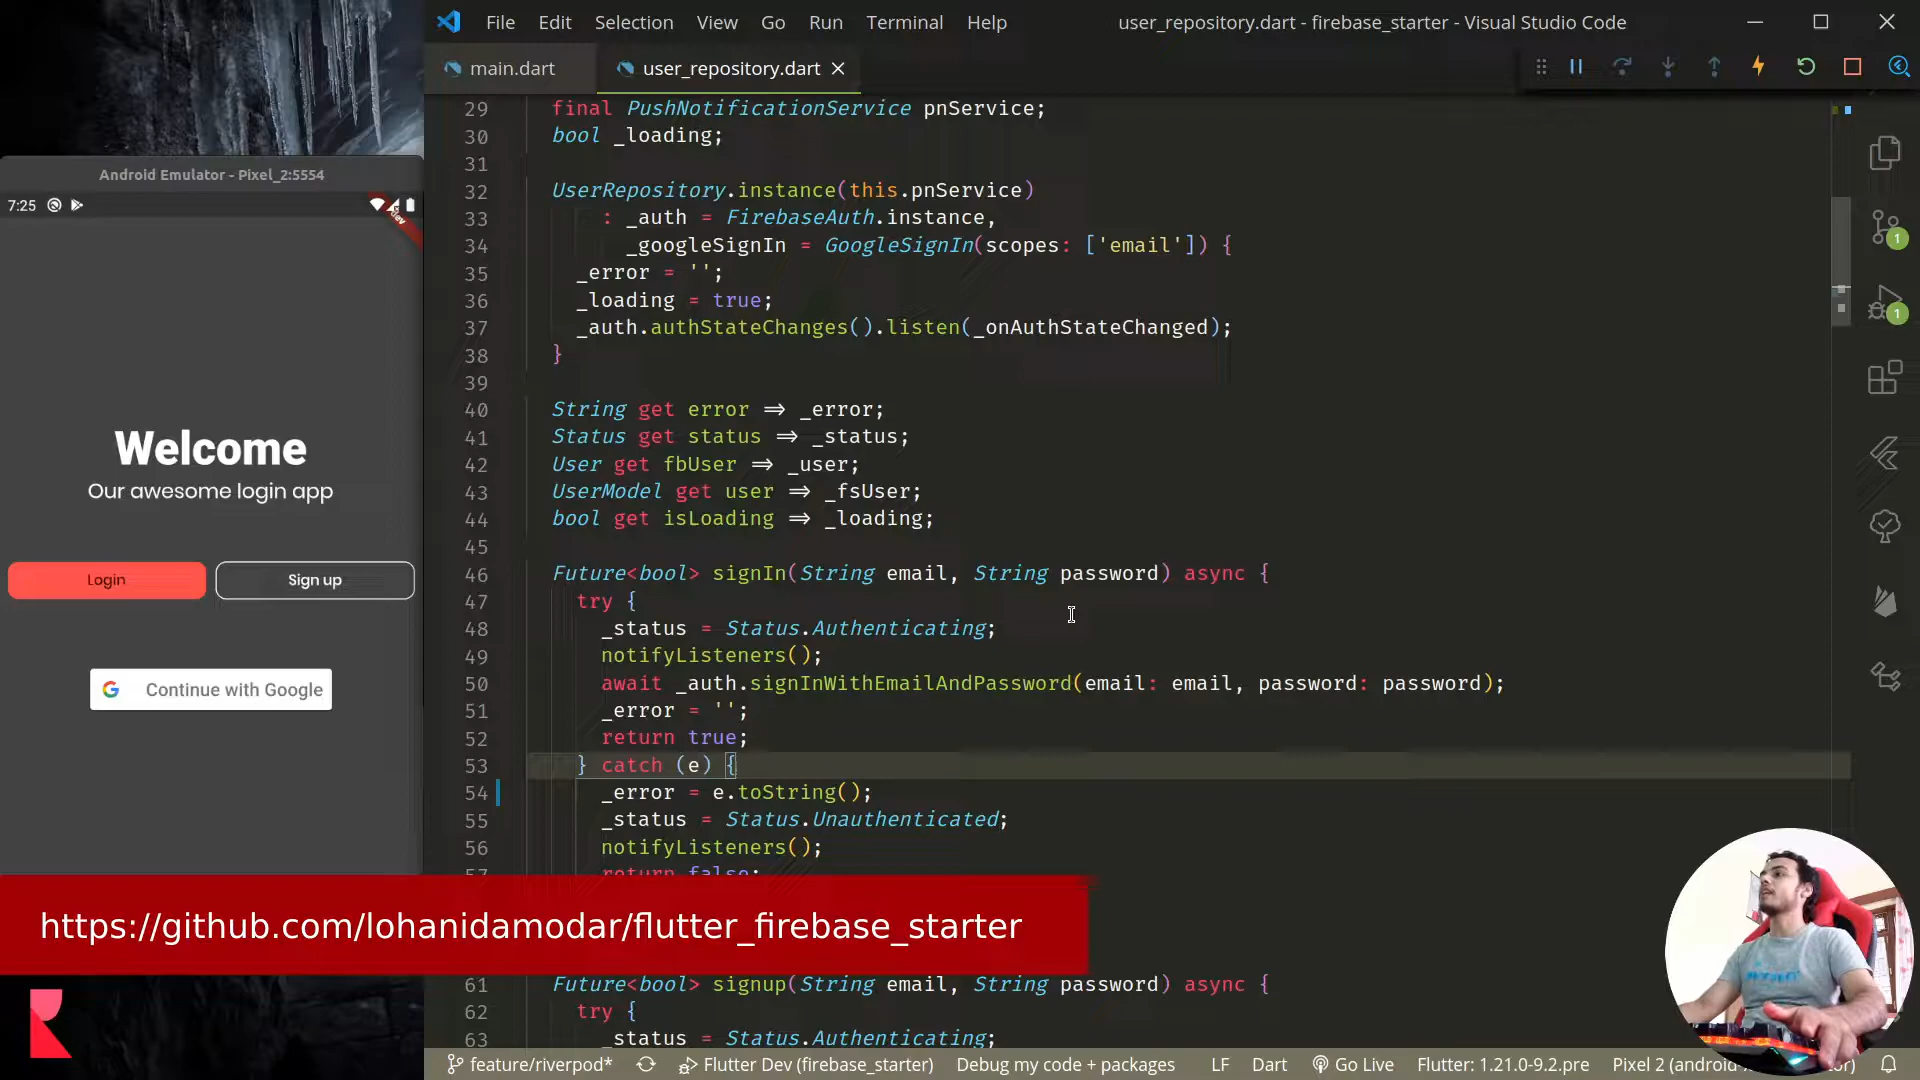 File Edit Selection View Go Run Terminal Help
user_repository.dart - firebase_starter - Visual Studio Code
main.dart
user_repository.dart
Android Emulator - Pixel_2:5554
7:25
Welcome
Our awesome login app
Login
Sign up
Continue with Google
29 final PushNotificationService pnService;
30 bool _loading;
31
32 UserRepository.instance(this.pnService)
33 : _auth = FirebaseAuth.instance,
34 _googleSignIn = GoogleSignIn(scopes: ['email']) {
35 _error = '';
36 _loading = true;
37 _auth.authStateChanges().listen(_onAuthStateChanged);
38 }
39
40 String get error => _error;
41 Status get status => _status;
42 User get fbUser => _user;
43 UserModel get user => _fsUser;
44 bool get isLoading => _loading;
45
46 Future<bool> signIn(String email, String password) async {
47 try {
48 _status = Status.Authenticating;
49 notifyListeners();
50 await _auth.signInWithEmailAndPassword(email: email, password: password);
51 _error = '';
52 return true;
53 } catch (e) {
54 _error = e.toString();
55 _status = Status.Unauthenticated;
56 notifyListeners();
57 return false;
https://github.com/lohanidamodar/flutter_firebase_starter
61 Future<bool> signup(String email, String password) async {
62 try {
63 _status = Status.Authenticating;
1
1
feature/riverpod*
Flutter Dev (firebase_starter)
Debug my code + packages
LF
Dart
Go Live
Flutter: 1.21.0-9.2.pre
Pixel 2 (android-